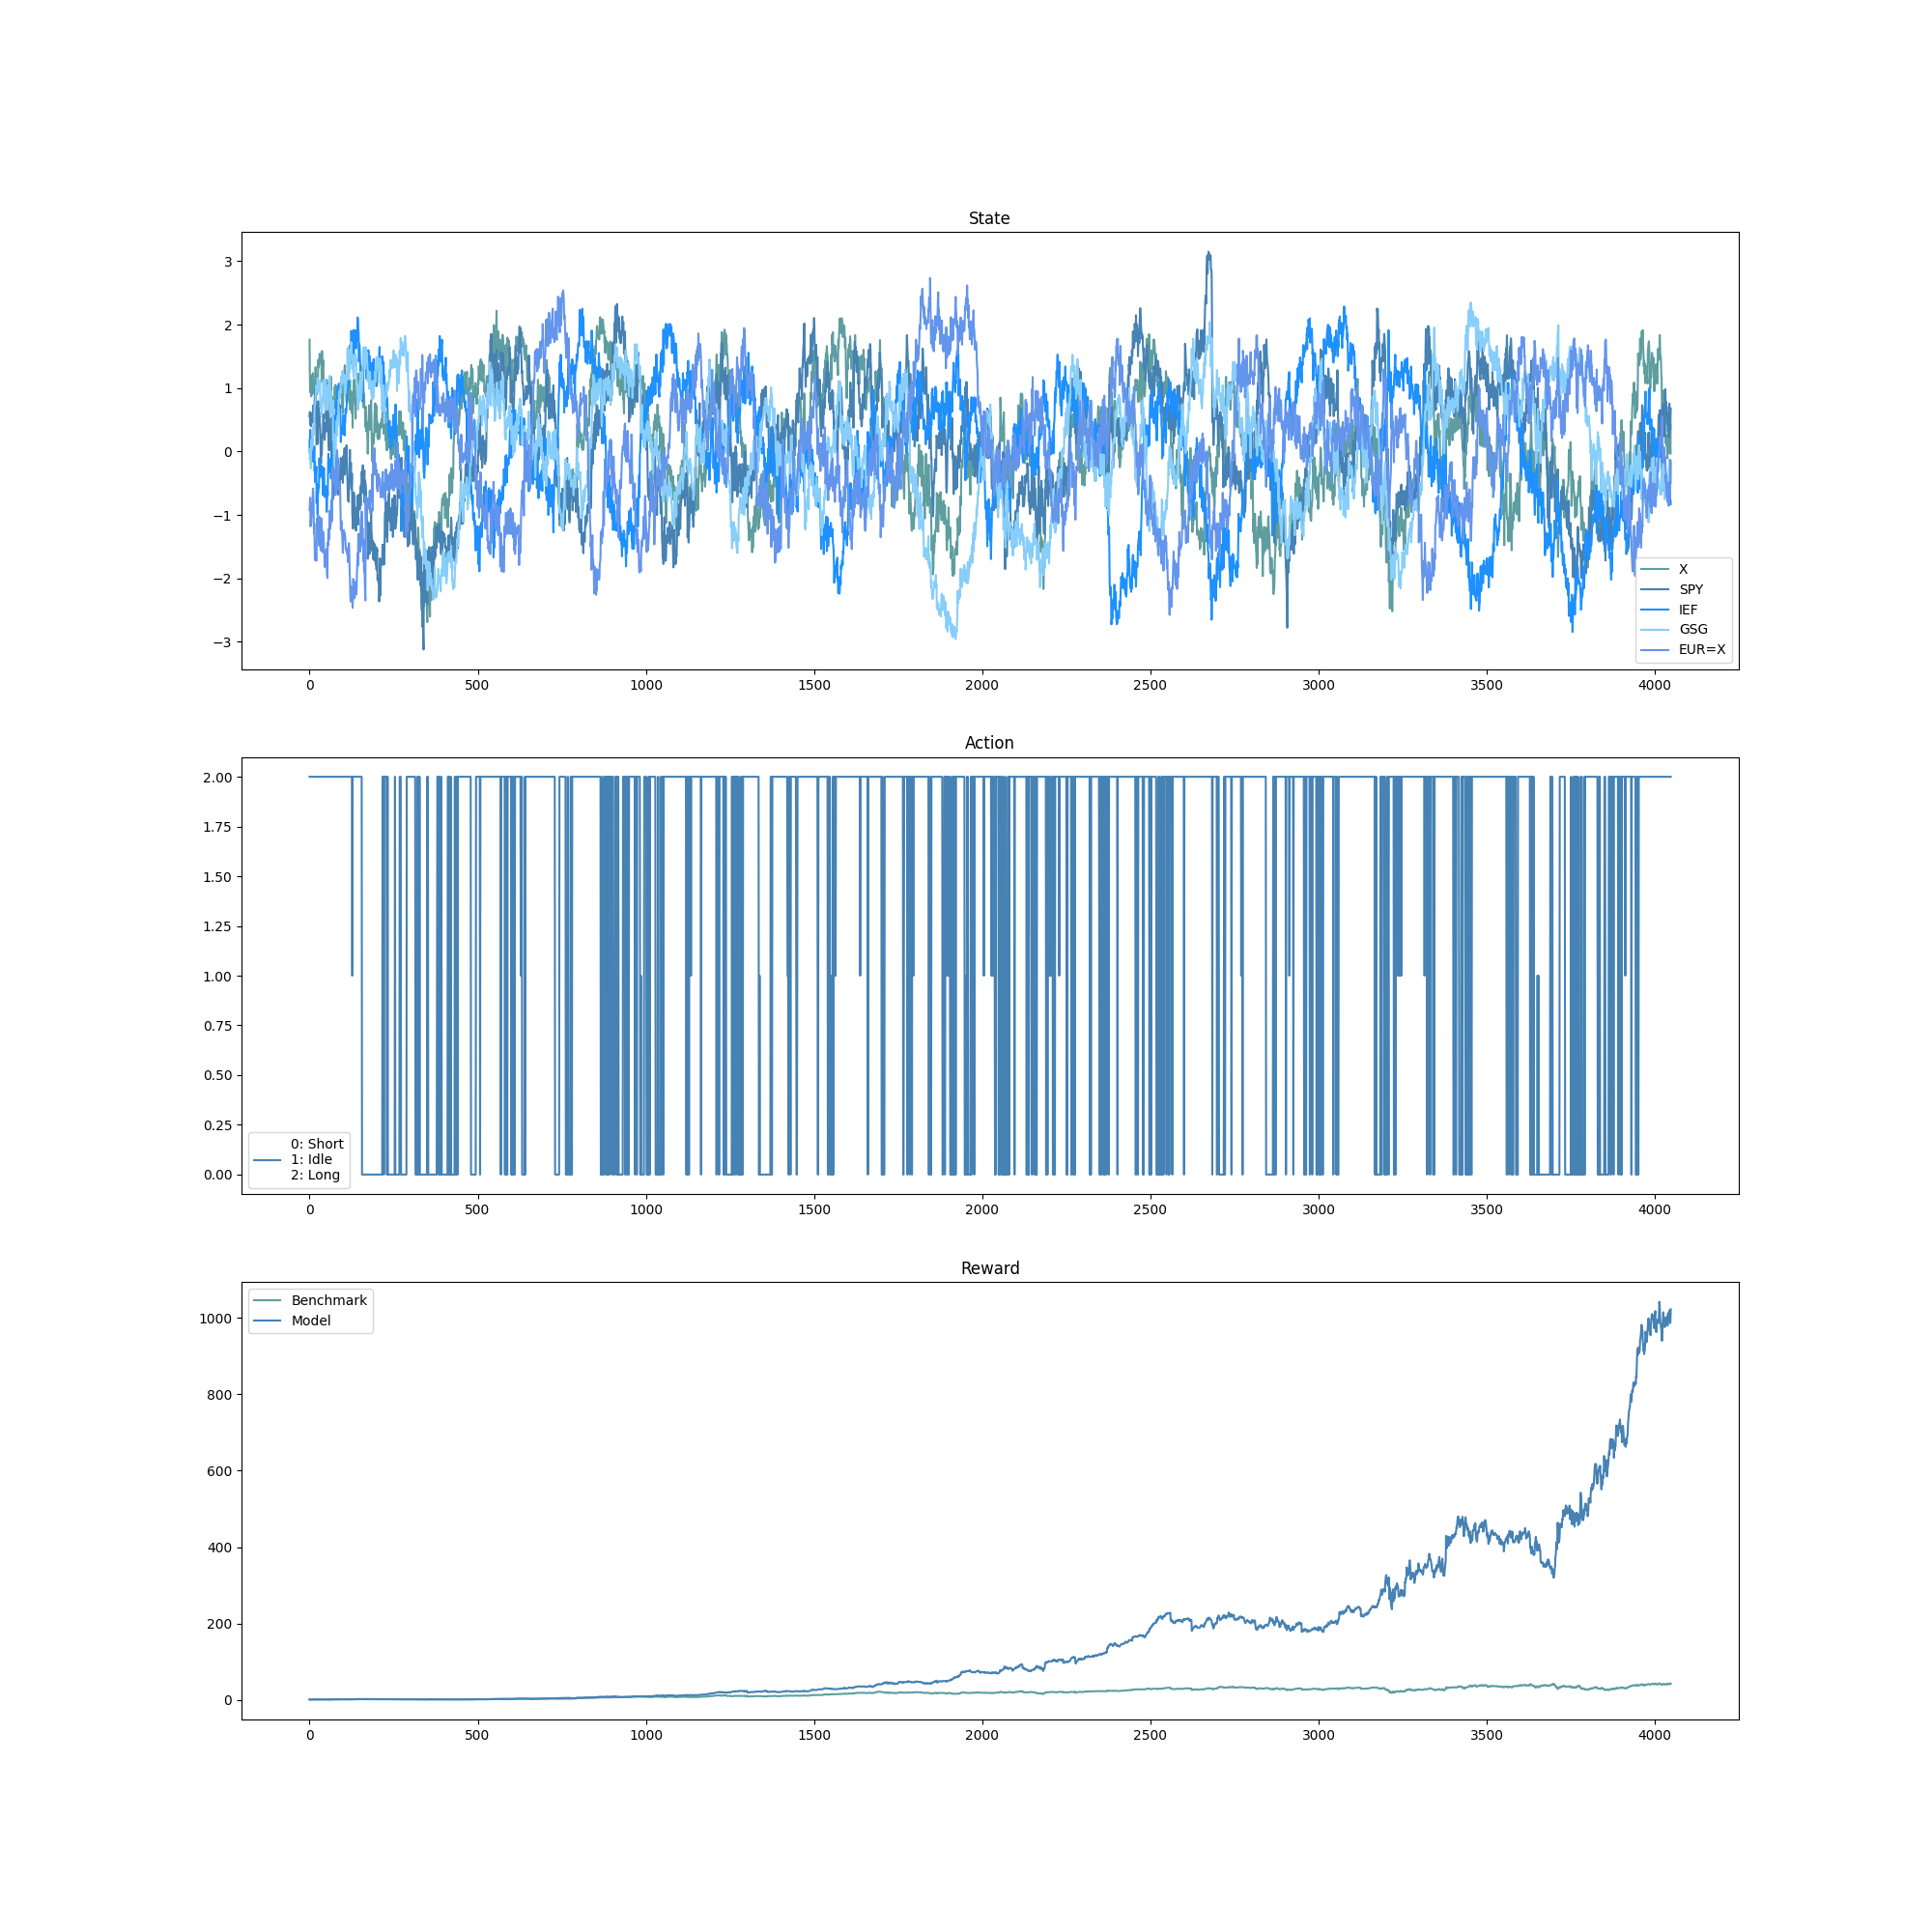 State
3
2
1
0
−1
−2
−3
X
SPY
IEF
GSG
EUR=X
0 500 1000 1500 2000 2500 3000 3500 4000
Action
2.00
1.75
1.50
1.25
1.00
0.75
0.50
0.25
0.00
0: Short
1: Idle
2: Long
0 500 1000 1500 2000 2500 3000 3500 4000
Reward
Benchmark
Model
1000
800
600
400
200
0
0 500 1000 1500 2000 2500 3000 3500 4000